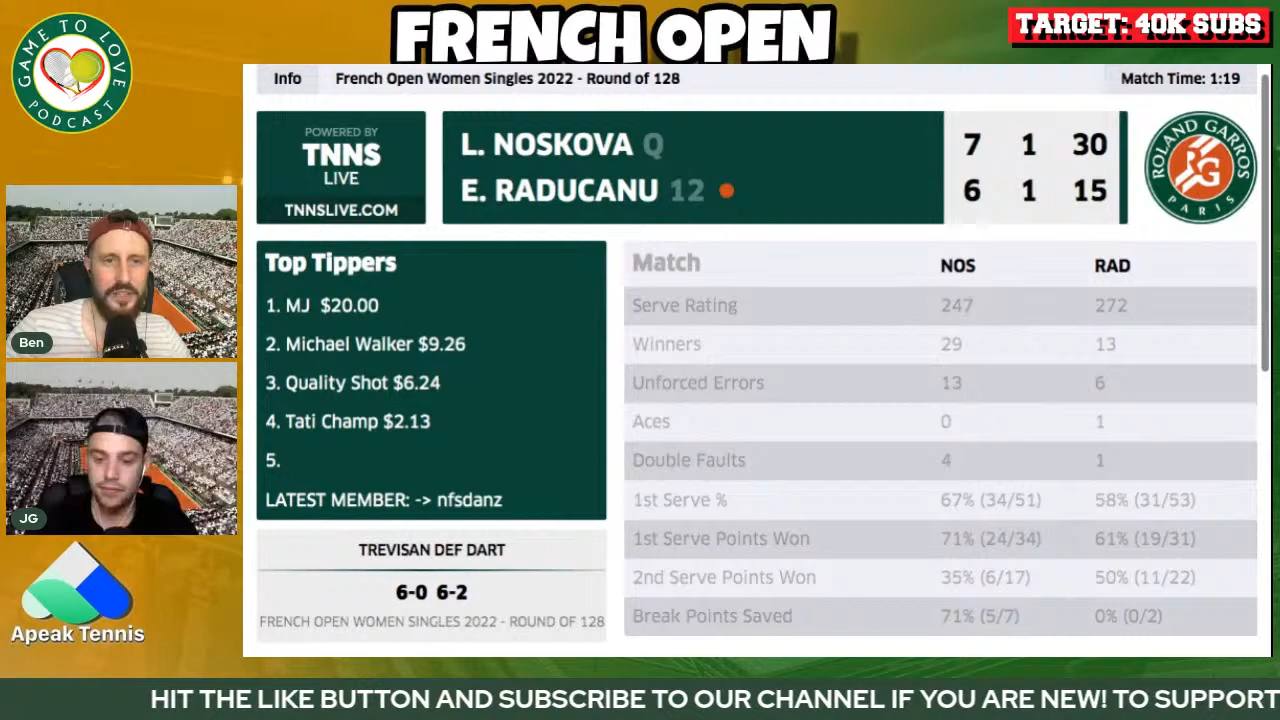 GAME TO LOVE
PODCAST
FRENCH OPEN
TARGET: 40K SUBS
Info French Open Women Singles 2022 - Round of 128 Match Time: 1:19
POWERED BY
TNNS
LIVE
TNNSLIVE.COM
L. NOSKOVA Q 7 1 30
E. RADUCANU 12 6 1 15
ROLAND GARROS
RG
PARIS
Top Tippers
1. MJ $20.00
2. Michael Walker $9.26
3. Quality Shot $6.24
4. Tati Champ $2.13
5.
LATEST MEMBER: -> nfsdanz
TREVISAN DEF DART
6-0 6-2
FRENCH OPEN WOMEN SINGLES 2022 - ROUND OF 128
Match NOS RAD
Serve Rating 247 272
Winners 29 13
Unforced Errors 13 6
Aces 0 1
Double Faults 4 1
1st Serve % 67% (34/51) 58% (31/53)
1st Serve Points Won 71% (24/34) 61% (19/31)
2nd Serve Points Won 35% (6/17) 50% (11/22)
Break Points Saved 71% (5/7) 0% (0/2)
Ben
JG
Apeak Tennis
HIT THE LIKE BUTTON AND SUBSCRIBE TO OUR CHANNEL IF YOU ARE NEW! TO SUPPORT